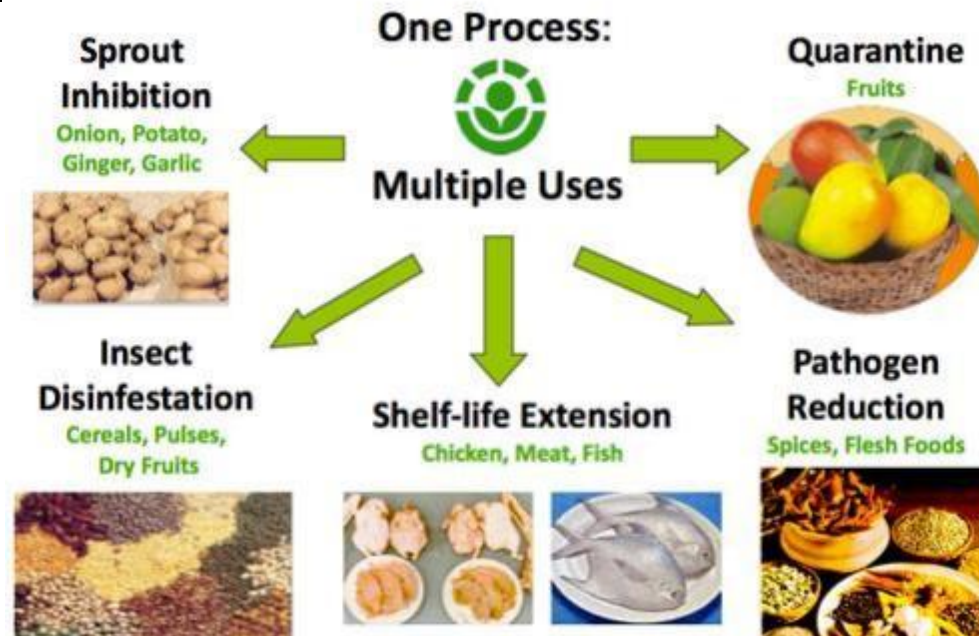 One Process:
Multiple Uses
Sprout
Inhibition
Onion, Potato,
Ginger, Garlic
Quarantine
Fruits
Insect
Disinfestation
Cereals, Pulses,
Dry Fruits
Shelf-life Extension
Chicken, Meat, Fish
Pathogen
Reduction
Spices, Flesh Foods